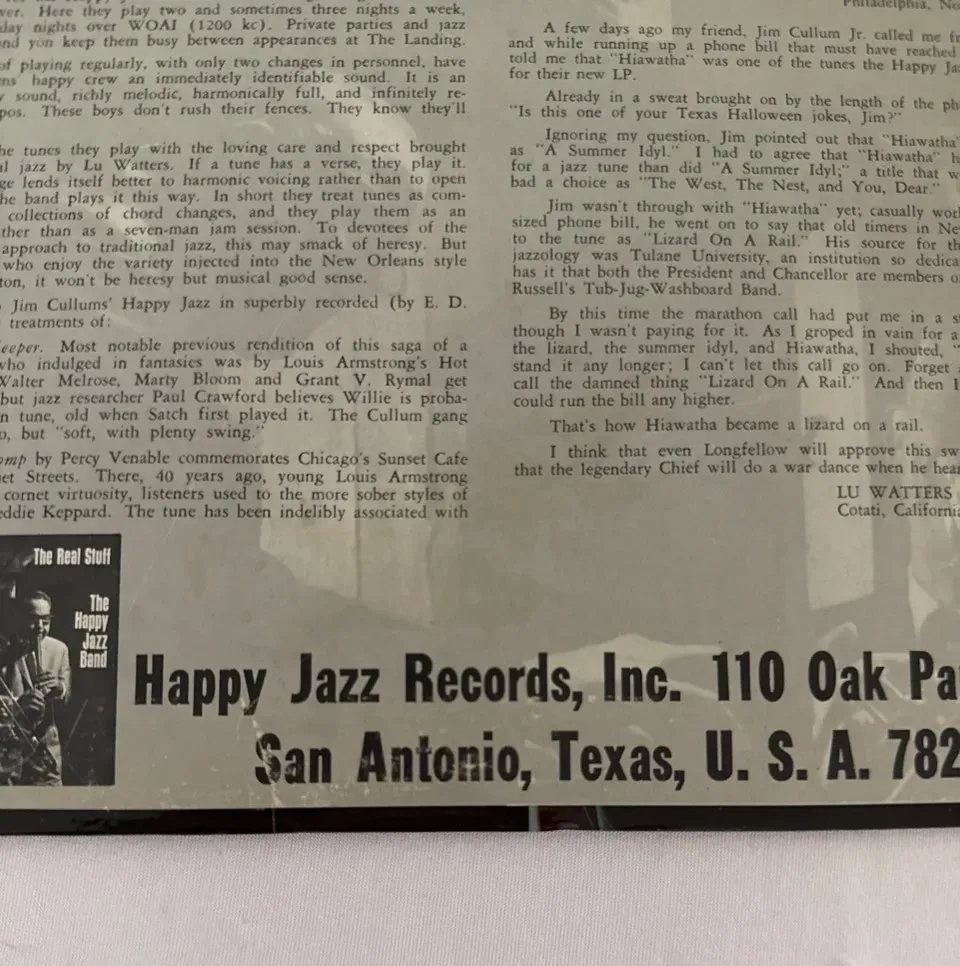 ver. Here they play two and sometimes three nights a week,
day nights over WOAI (1200 kc). Private parties and jazz
nd yon keep them busy between appearances at The Landing.
of playing regularly, with only two changes in personnel, have
ms' happy crew an immediately identifiable sound. It is an
sound, richly melodic, harmonically full, and infinitely re-
pos. These boys don't rush their fences. They know they'll
he tunes they play with the loving care and respect brought
al jazz by Lu Watters. If a tune has a verse, they play it.
ge lends itself better to harmonic voicing rather than to open
he band plays it this way. In short they treat tunes as com-
collections of chord changes, and they play them as an
ther than as a seven-man jam session. To devotees of the
approach to traditional jazz, this may smack of heresy. But
who enjoy the variety injected into the New Orleans style
ton, it won't be heresy but musical good sense.
Jim Cullums' Happy Jazz in superbly recorded (by E. D.
treatments of:
eeper. Most notable previous rendition of this saga of a
who indulged in fantasies was by Louis Armstrong's Hot
Walter Melrose, Marty Bloom and Grant V. Rymal get
but jazz researcher Paul Crawford believes Willie is proba-
n tune, old when Satch first played it. The Cullum gang
o, but "soft, with plenty swing."
omp by Percy Venable commemorates Chicago's Sunset Cafe
et Streets. There, 40 years ago, young Louis Armstrong
cornet virtuosity, listeners used to the more sober styles of
eddie Keppard. The tune has been indelibly associated with
Philadelphia, No
A few days ago my friend, Jim Cullum Jr. called me fr
and while running up a phone bill that must have reached
told me that "Hiawatha" was one of the tunes the Happy Ja
for their new LP.
Already in a sweat brought on by the length of the ph
"Is this one of your Texas Halloween jokes, Jim?"
Ignoring my question, Jim pointed out that "Hiawatha"
as "A Summer Idyl." I had to agree that "Hiawatha" h
for a jazz tune than did "A Summer Idyl;" a title that w
bad a choice as "The West, The Nest, and You, Dear."
Jim wasn't through with "Hiawatha" yet; casually worl
sized phone bill, he went on to say that old timers in Ne
to the tune as "Lizard On A Rail." His source for th
jazzology was Tulane University, an institution so dedica
has it that both the President and Chancellor are members o
Russell's Tub-Jug-Washboard Band.
By this time the marathon call had put me in a s
though I wasn't paying for it. As I groped in vain for a
the lizard, the summer idyl, and Hiawatha, I shouted, "
stand it any longer; I can't let this call go on. Forget
call the damned thing "Lizard On A Rail." And then I
could run the bill any higher.
That's how Hiawatha became a lizard on a rail.
I think that even Longfellow will approve this sw
that the legendary Chief will do a war dance when he hear
LU WATTERS
Cotati, California
The Real Stuff
The
Happy
Jazz
Band
Happy Jazz Records, Inc. 110 Oak Pa
San Antonio, Texas, U. S. A. 782